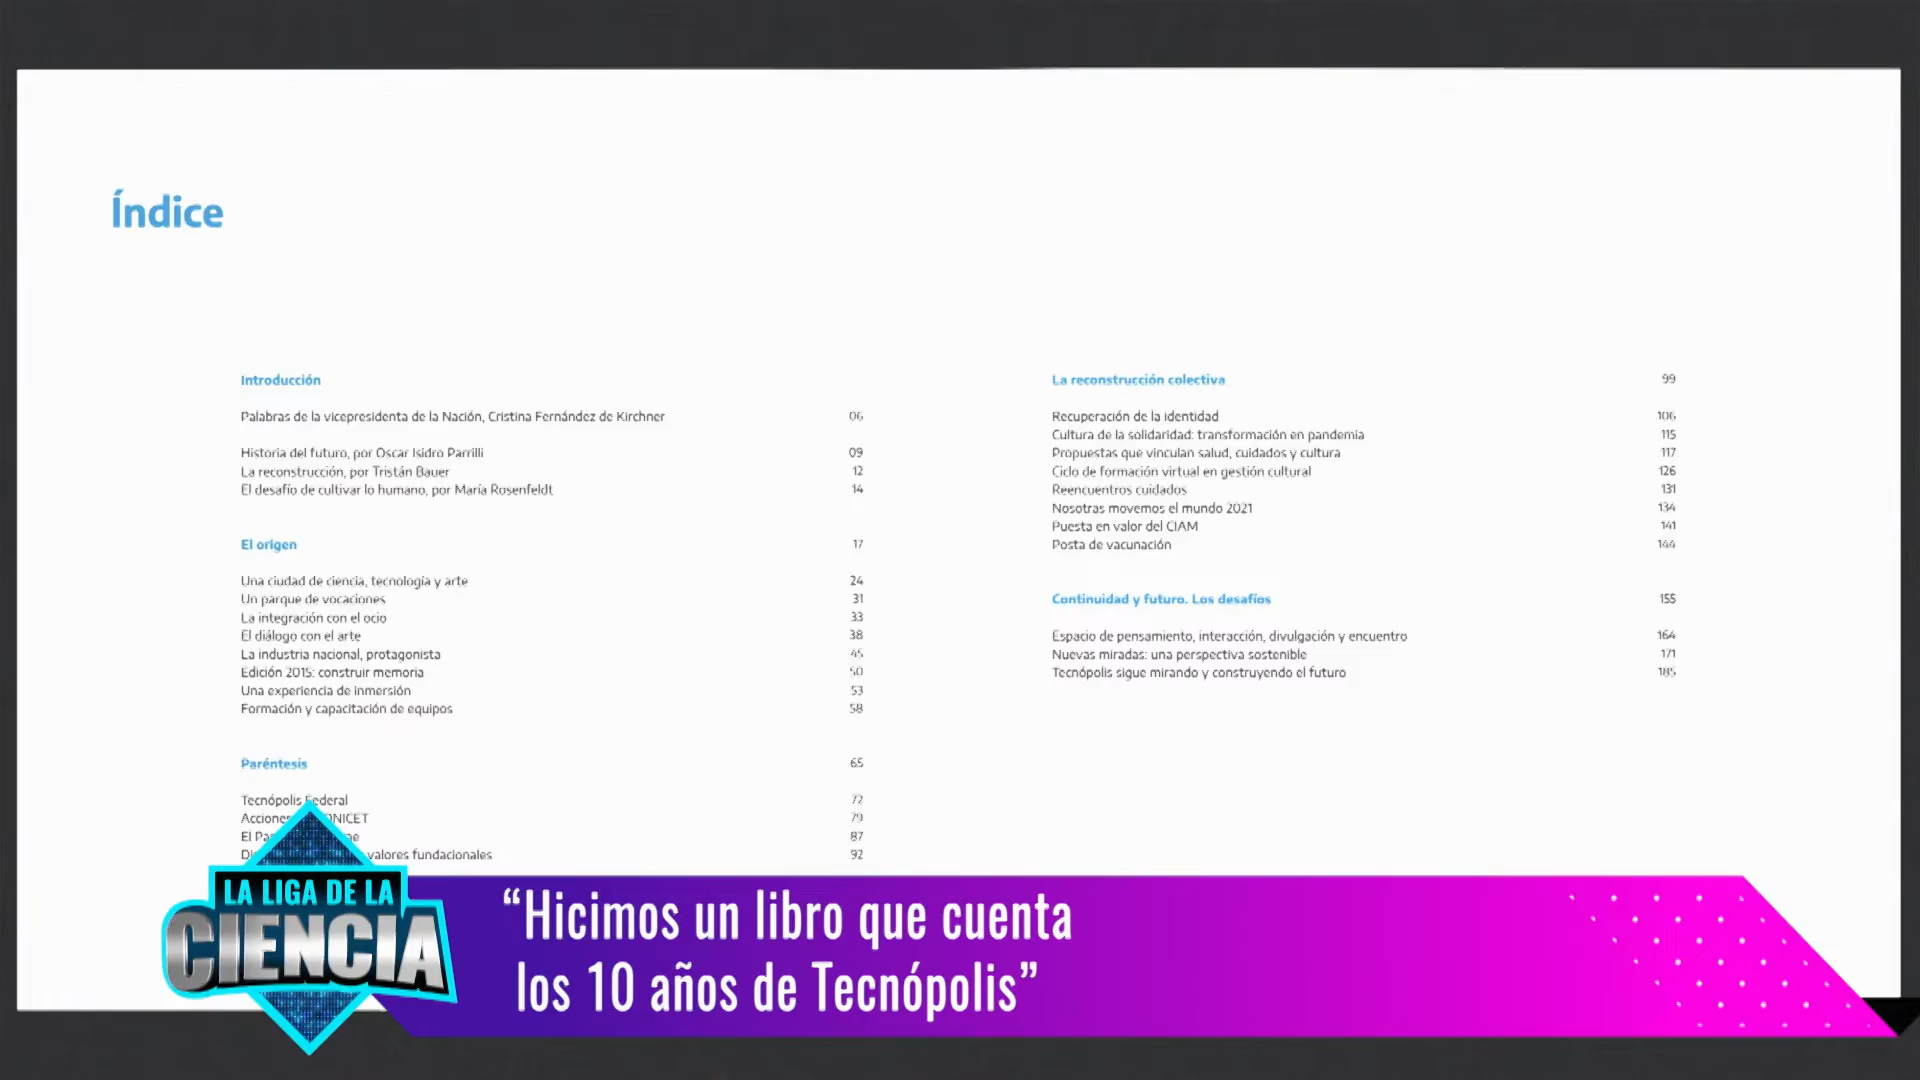 Índice
Introducción
Palabras de la vicepresidenta de la Nación, Cristina Fernández de Kirchner 06
Historia del futuro, por Oscar Isidro Parrilli 09
La reconstrucción, por Tristán Bauer 12
El desafío de cultivar lo humano, por María Rosenfeldt 14
El origen 17
Una ciudad de ciencia, tecnología y arte 24
Un parque de vocaciones 31
La integración con el ocio 33
El diálogo con el arte 38
La industria nacional, protagonista 45
Edición 2015: construir memoria 50
Una experiencia de inmersión 53
Formación y capacitación de equipos 58
Paréntesis 65
Tecnópolis Federal 72
Acciones 79
El 87
valores fundacionales 92
La reconstrucción colectiva 99
Recuperación de la identidad 106
Cultura de la solidaridad: transformación en pandemia 115
Propuestas que vinculan salud, cuidados y cultura 117
Ciclo de formación virtual en gestión cultural 126
Reencuentros cuidados 131
Nosotras movemos el mundo 2021 134
Puesta en valor del CIAM 141
Posta de vacunación 144
Continuidad y futuro. Los desafíos 155
Espacio de pensamiento, interacción, divulgación y encuentro 164
Nuevas miradas: una perspectiva sostenible 171
Tecnópolis sigue mirando y construyendo el futuro 185
LA LIGA DE LA
CIENCIA
“Hicimos un libro que cuenta
los 10 años de Tecnópolis”